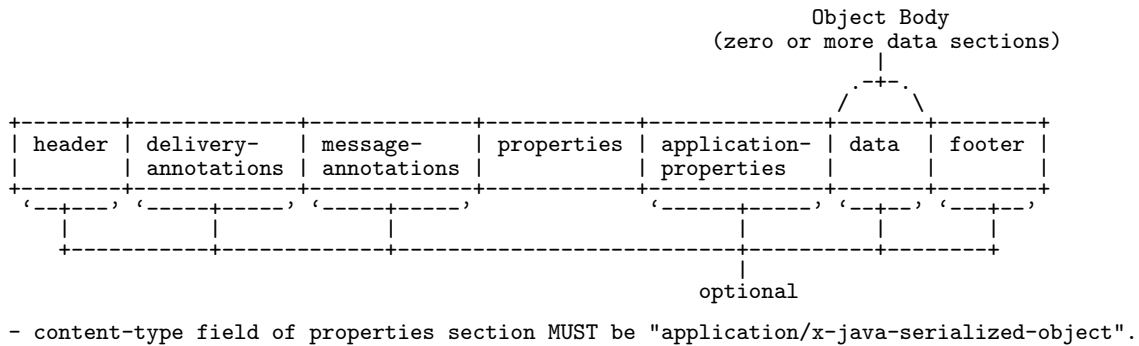 Object Body
(zero or more data sections)
header | delivery- | message- | properties | application- | data | footer
annotations | annotations | properties
optional
- content-type field of properties section MUST be "application/x-java-serialized-object".